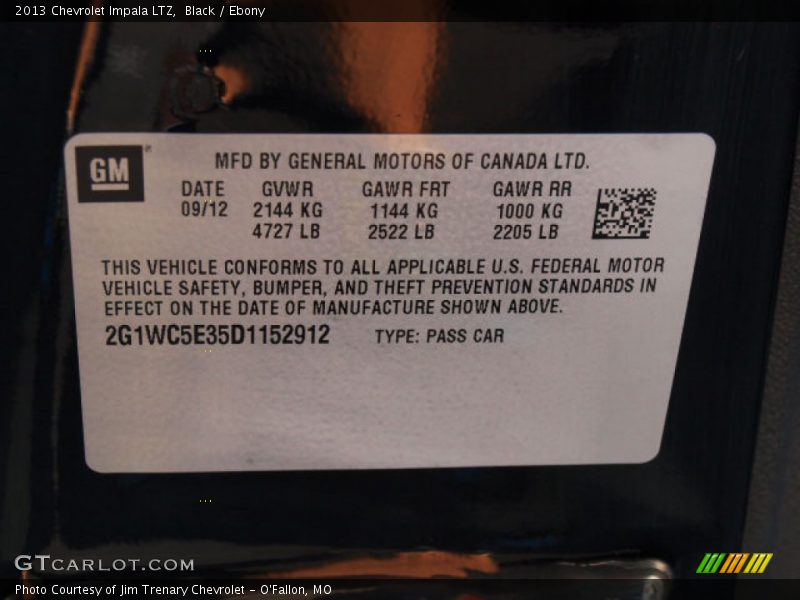 2013 Chevrolet Impala LTZ, Black / Ebony
GM
MFD BY GENERAL MOTORS OF CANADA LTD.
DATE GVWR GAWR FRT GAWR RR
09/12 2144 KG 1144 KG 1000 KG
4727 LB 2522 LB 2205 LB
THIS VEHICLE CONFORMS TO ALL APPLICABLE U.S. FEDERAL MOTOR
VEHICLE SAFETY, BUMPER, AND THEFT PREVENTION STANDARDS IN
EFFECT ON THE DATE OF MANUFACTURE SHOWN ABOVE.
2G1WC5E35D1152912 TYPE: PASS CAR
GTCARLOT.COM
Photo Courtesy of Jim Trenary Chevrolet - O'Fallon, MO